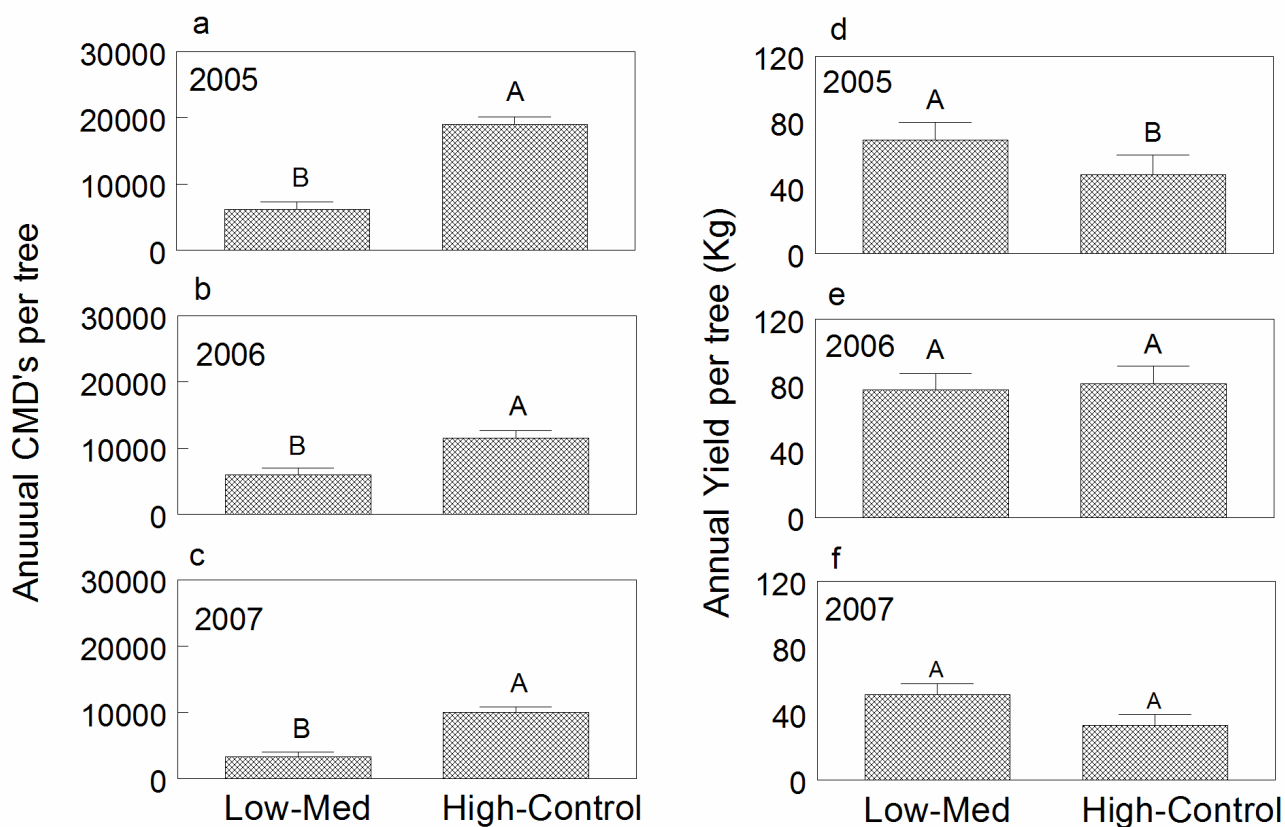 Anuuual CMD's per tree
a
30000
20000
10000
0
2005
B
A
b
30000
20000
10000
0
2006
B
A
c
30000
20000
10000
0
2007
B
A
Low-Med High-Control
Annual Yield per tree (Kg)
d
120
80
40
0
2005
A
B
e
120
80
40
0
2006
A
A
f
120
80
40
0
2007
A
A
Low-Med High-Control